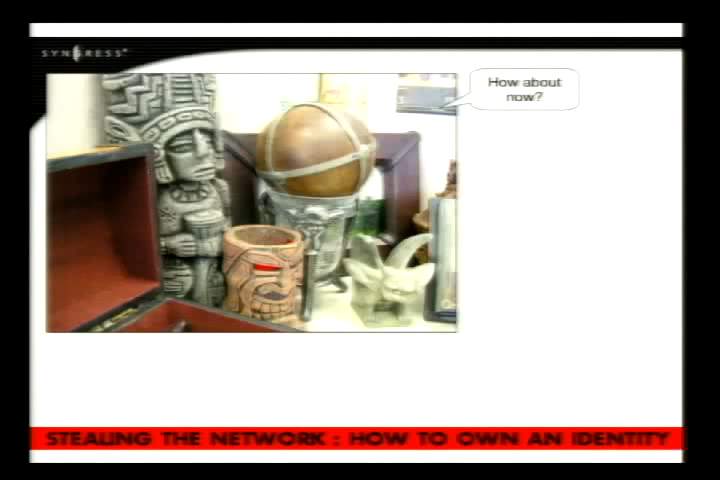 SYNGRESS
How about
now?
STEALING THE NETWORK : HOW TO OWN AN IDENTITY